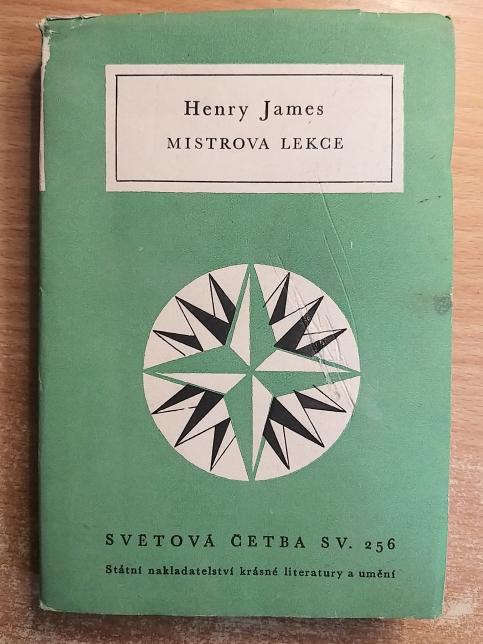 Henry James
MISTROVA LEKCE
SVĚTOVÁ ČETBA SV. 256
Státní nakladatelství krásné literatury a umění